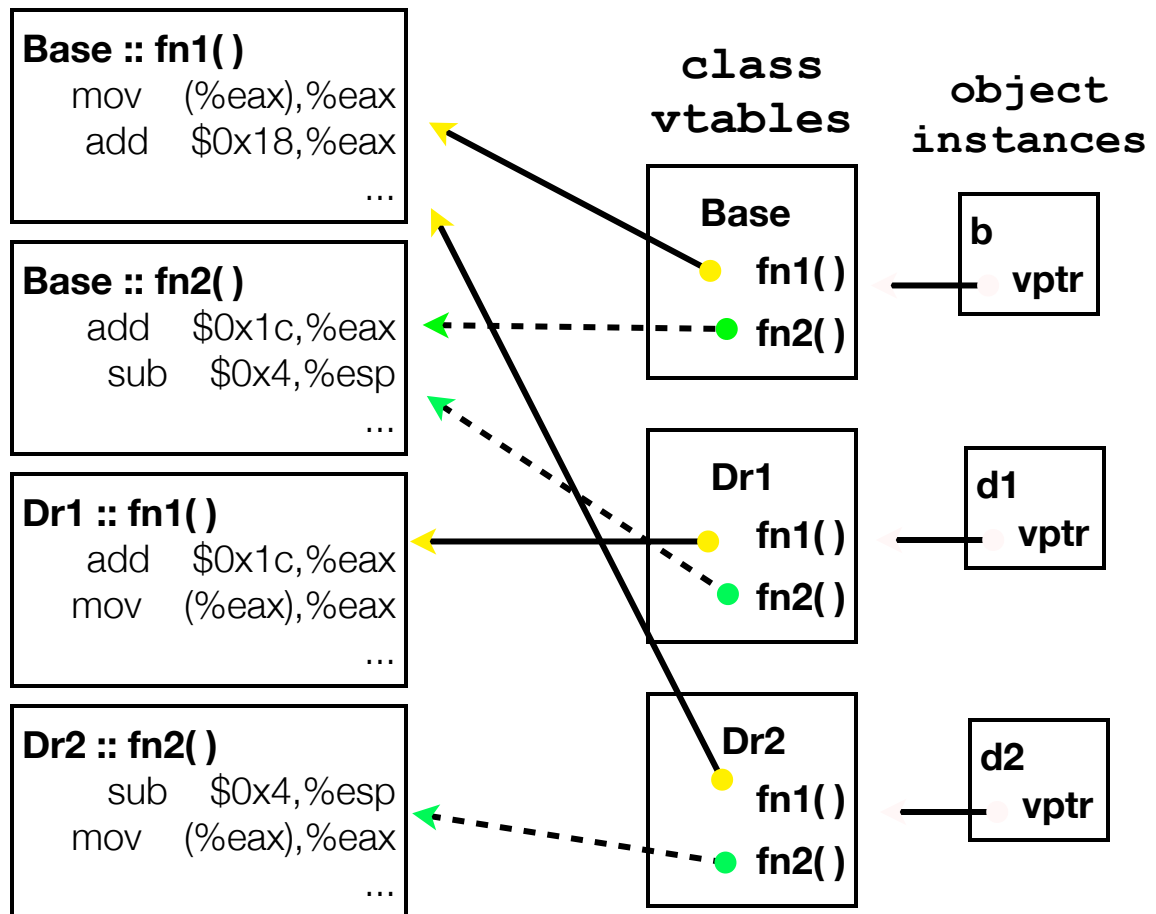 Base :: fn1( )
mov (%eax),%eax
add $0x18,%eax
...
Base :: fn2( )
add $0x1c,%eax
sub $0x4,%esp
...
Dr1 :: fn1( )
add $0x1c,%eax
mov (%eax),%eax
...
Dr2 :: fn2( )
sub $0x4,%esp
mov (%eax),%eax
...
class
vtables
Base
fn1( )
fn2( )
Dr1
fn1( )
fn2( )
Dr2
fn1( )
fn2( )
object
instances
b
vptr
d1
vptr
d2
vptr